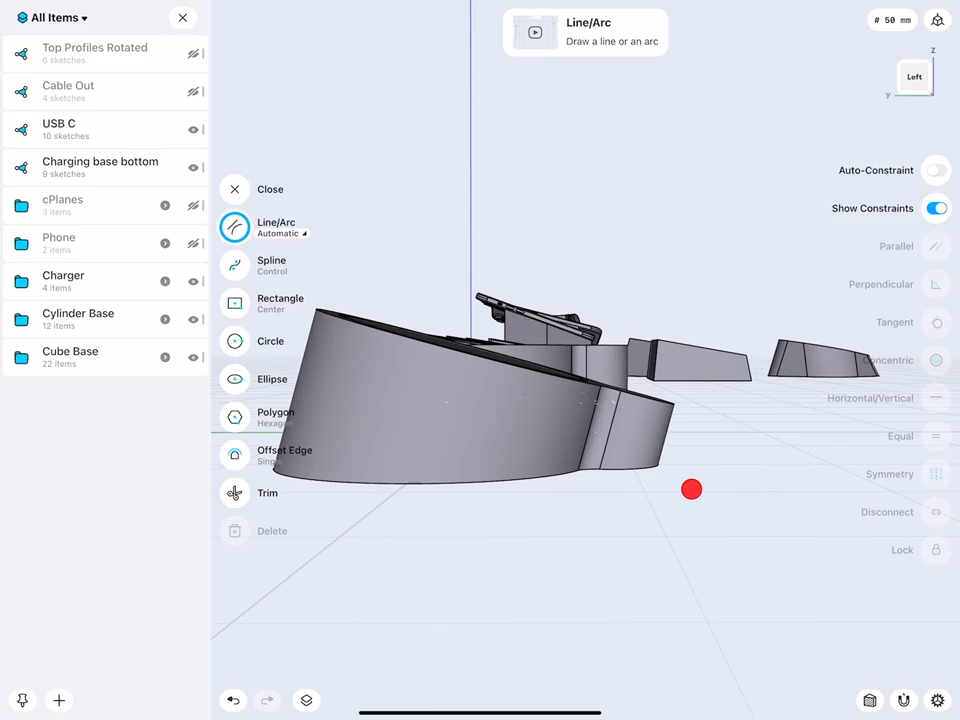 All Items
Top Profiles Rotated
6 sketches
Cable Out
4 sketches
USB C
10 sketches
Charging base bottom
9 sketches
cPlanes
3 items
Phone
2 items
Charger
4 items
Cylinder Base
12 items
Cube Base
22 items
Close
Line/Arc
Automatic
Spline
Control
Rectangle
Center
Circle
Ellipse
Polygon
Hexagon
Offset Edge
Single
Trim
Delete
Line/Arc
Draw a line or an arc
# 50 mm
Z
Left
y
Auto-Constraint
Show Constraints
Parallel
Perpendicular
Tangent
Concentric
Horizontal/Vertical
Equal
Symmetry
Disconnect
Lock